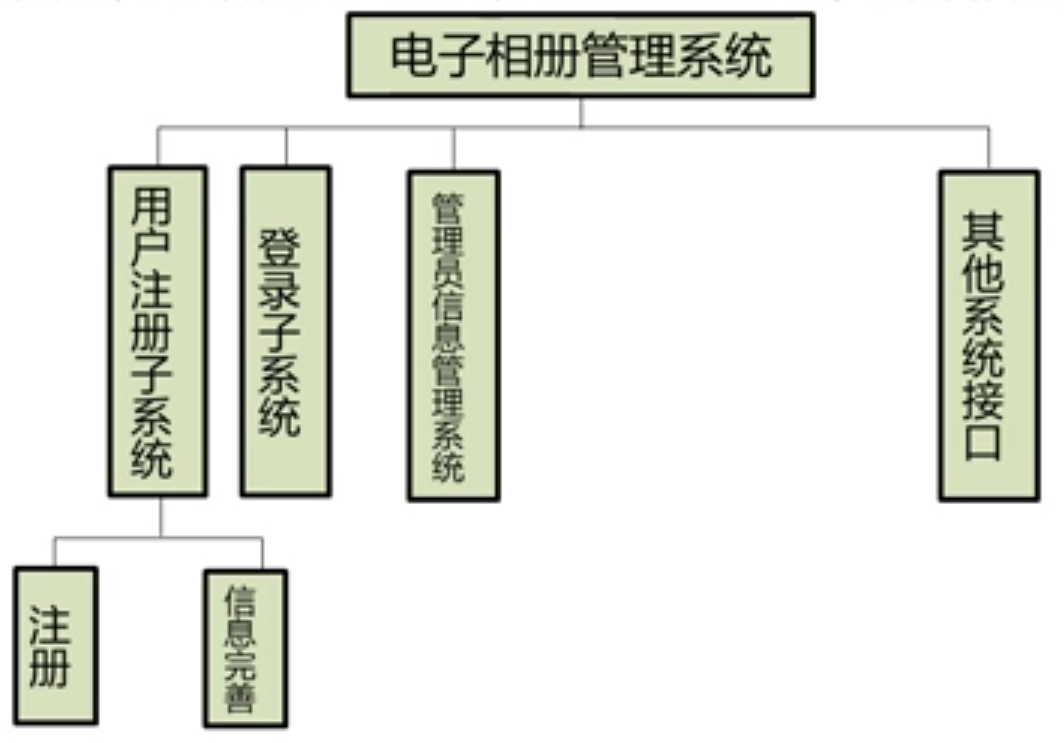 电子相册管理系统
用户注册子系统
登录子系统
管理员信息管理系统
其他系统接口
注册
信息完善